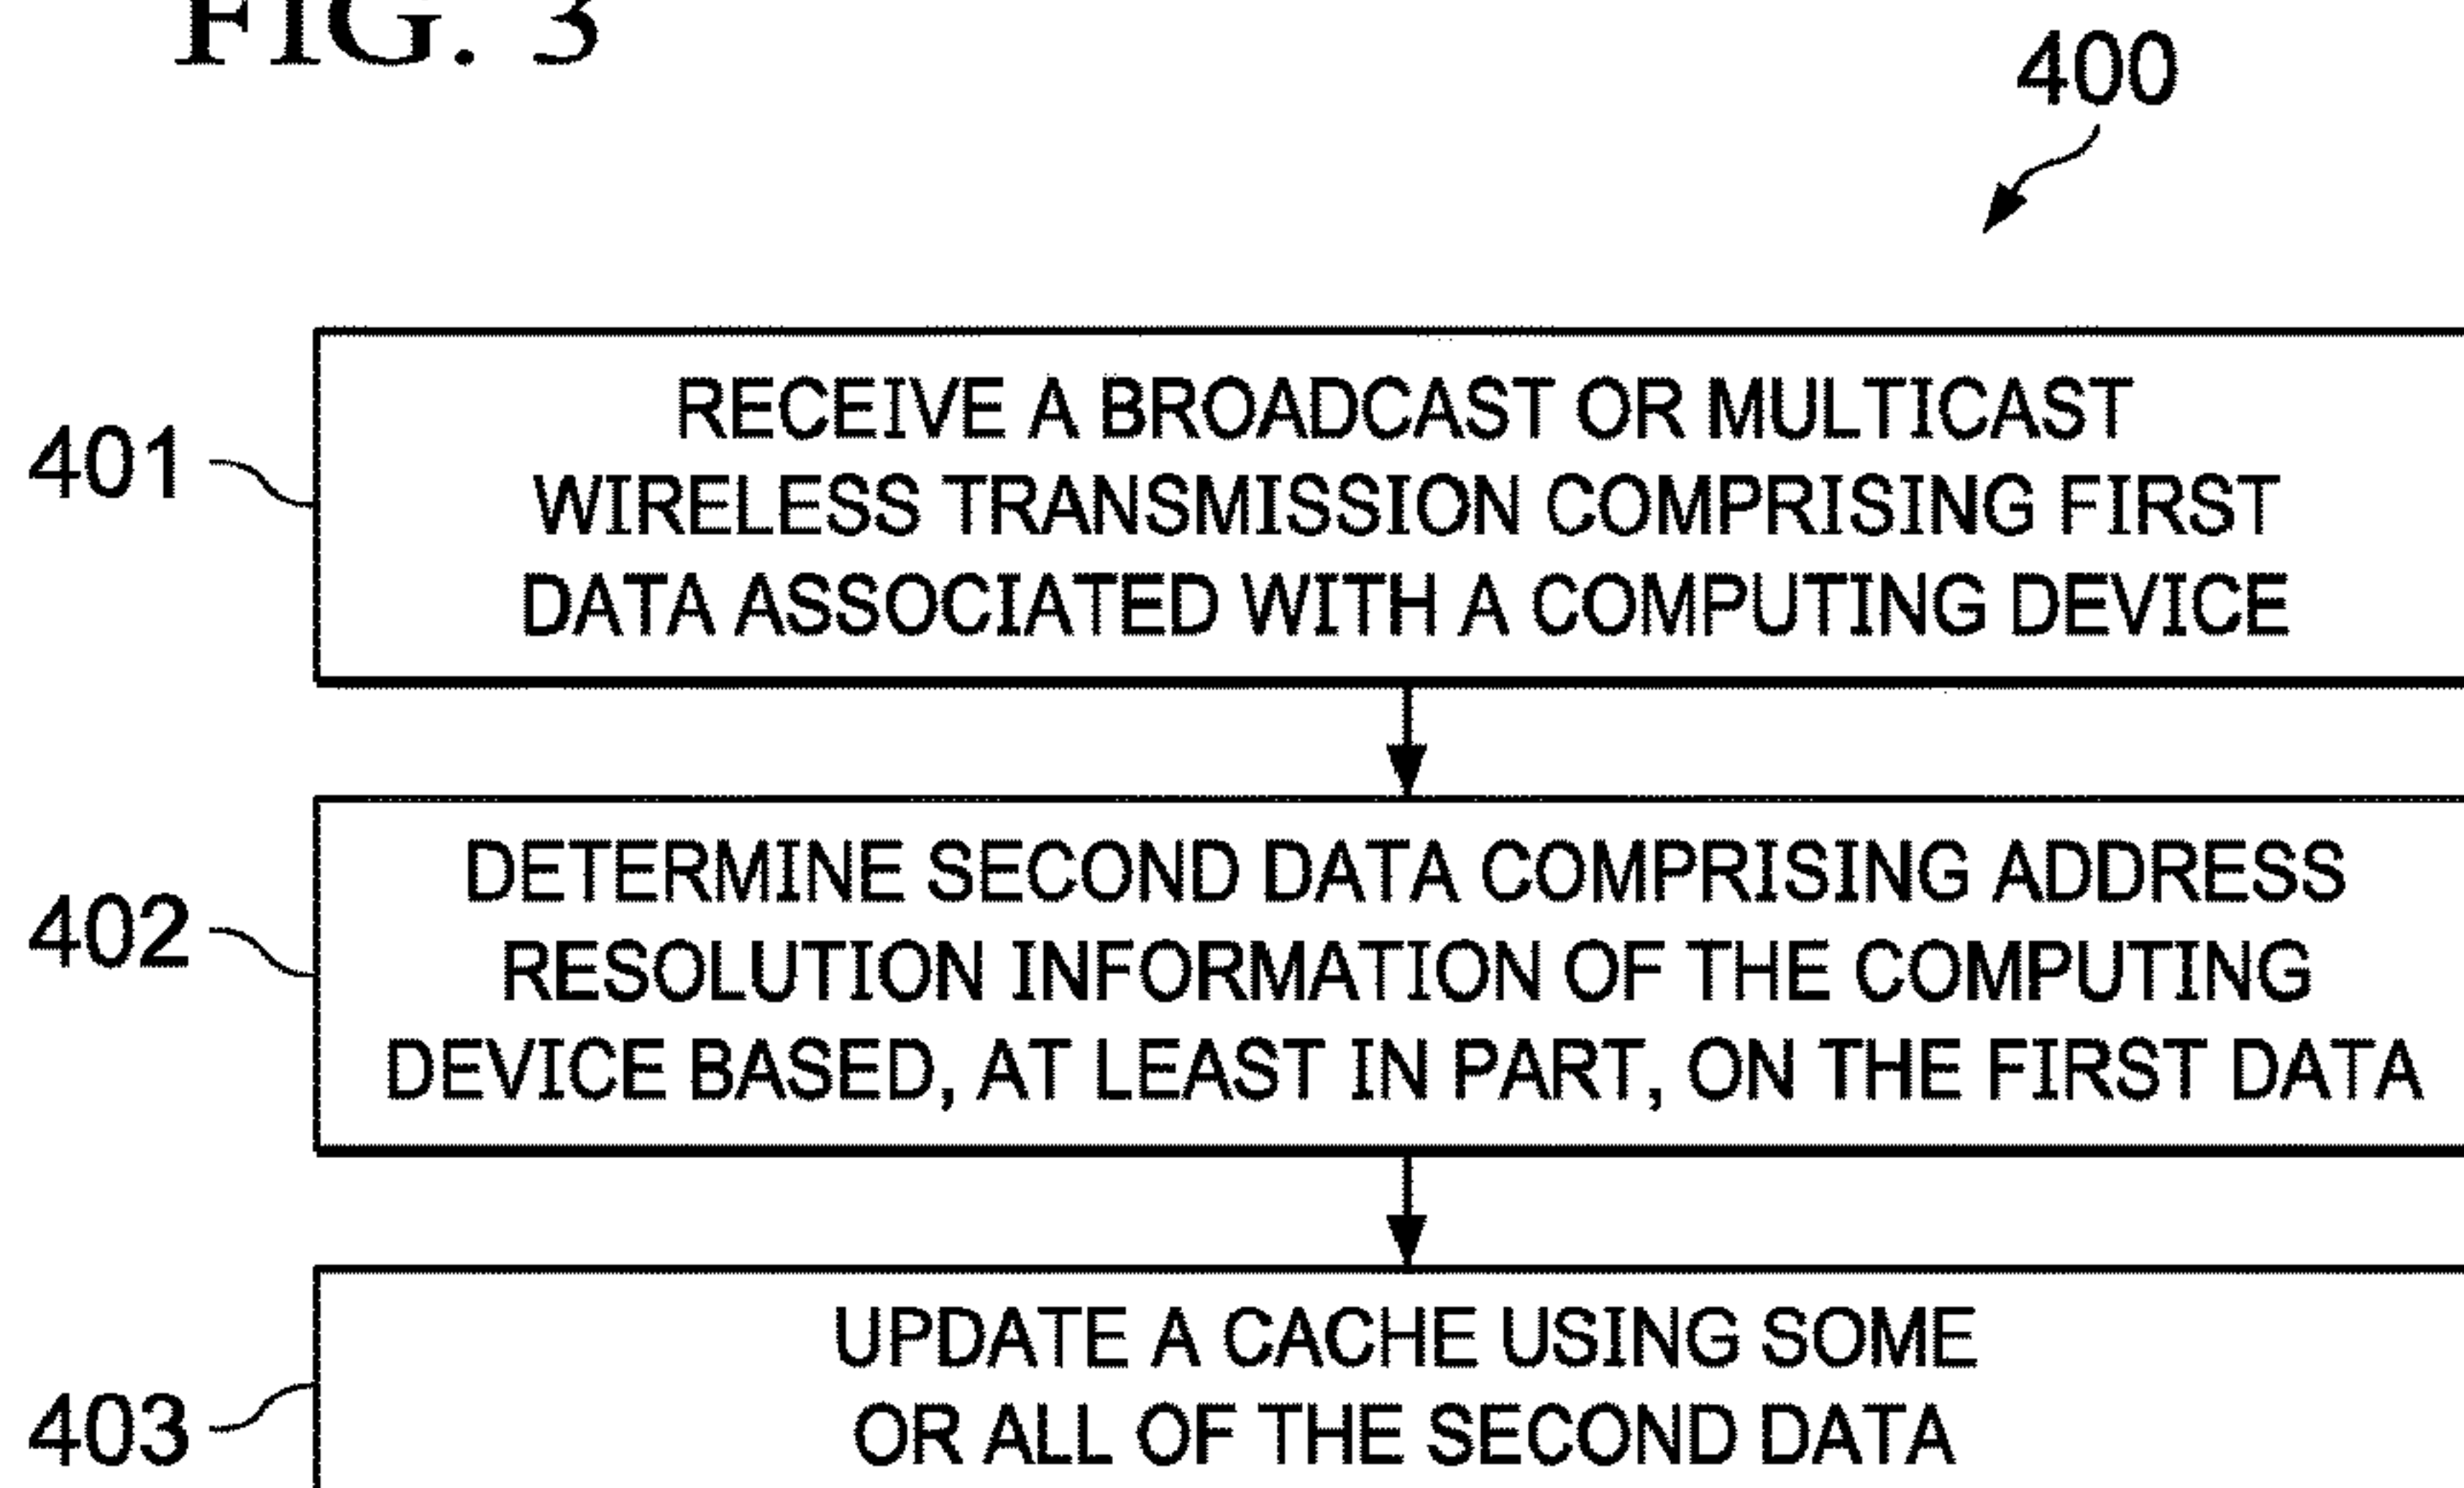 FIG. 3
400
401
RECEIVE A BROADCAST OR MULTICAST
WIRELESS TRANSMISSION COMPRISING FIRST
DATA ASSOCIATED WITH A COMPUTING DEVICE
402
DETERMINE SECOND DATA COMPRISING ADDRESS
RESOLUTION INFORMATION OF THE COMPUTING
DEVICE BASED, AT LEAST IN PART, ON THE FIRST DATA
403
UPDATE A CACHE USING SOME
OR ALL OF THE SECOND DATA